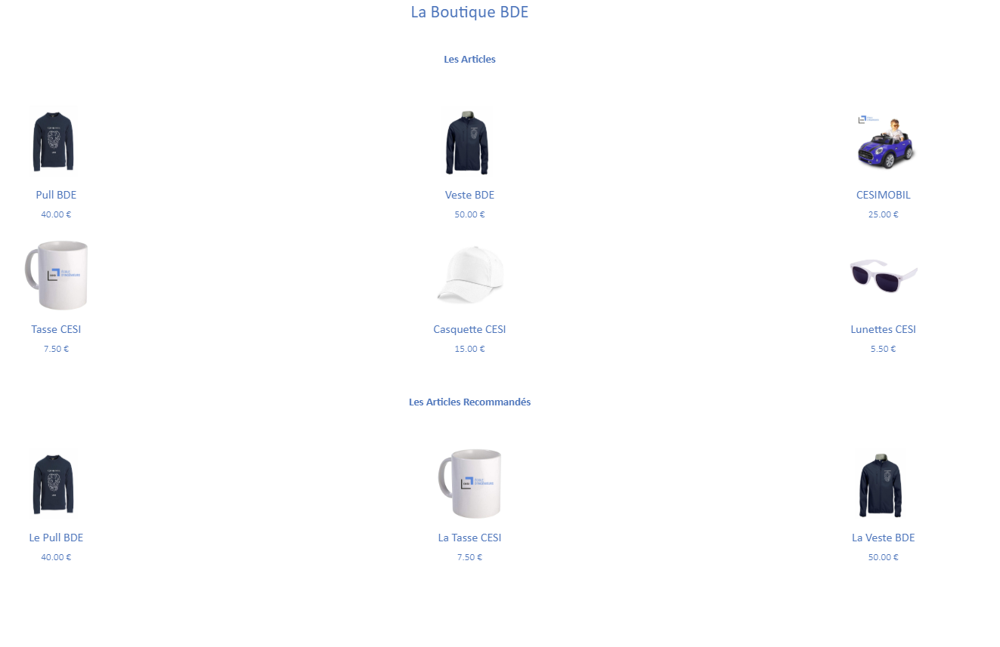 La Boutique BDE
Les Articles
Pull BDE
Veste BDE
CESIMOBIL
40.00 €
50.00 €
25.00 €
CESI
Tasse CESI
Casquette CESI
Lunettes CESI
7.50 €
15.00 €
5.50 €
Les Articles Recommandés
CESI
Le Pull BDE
La Tasse CESI
La Veste BDE
40.00 €
7.50 €
50.00 €